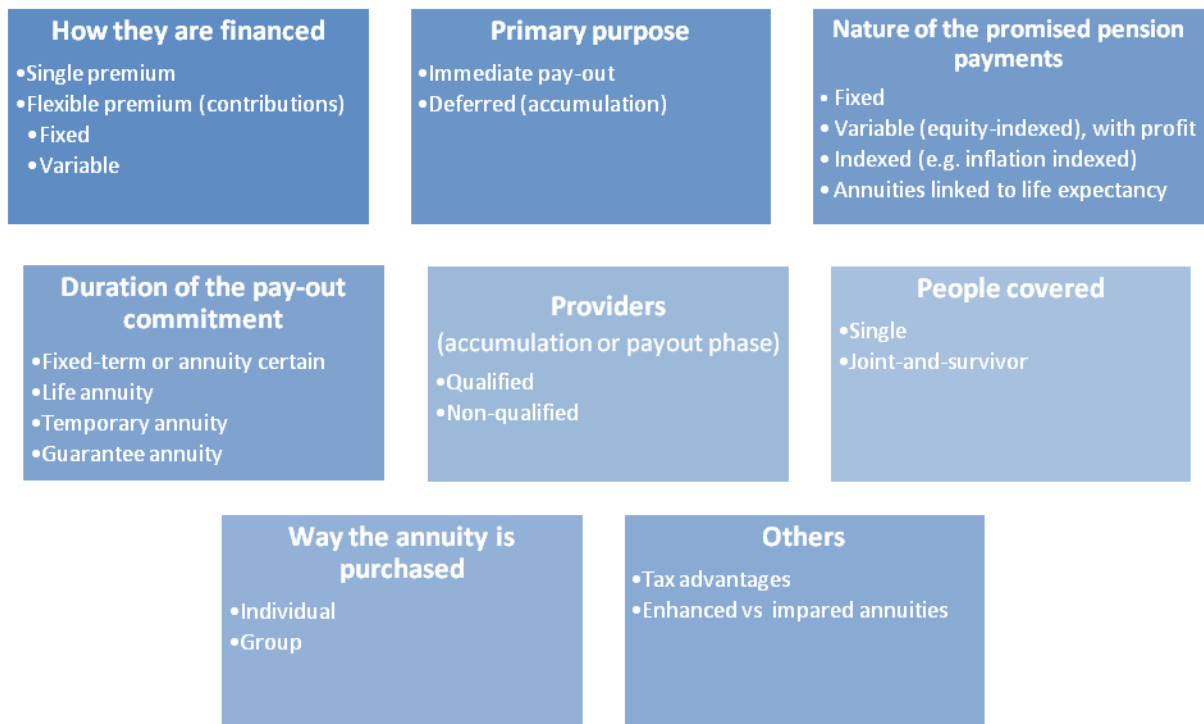 How they are financed
•Single premium
•Flexible premium (contributions)
•Fixed
•Variable
Primary purpose
•Immediate pay-out
•Deferred (accumulation)
Nature of the promised pension
payments
• Fixed
• Variable (equity-indexed), with profit
• Indexed (e.g. inflation indexed)
• Annuities linked to life expectancy
Duration of the pay-out
commitment
•Fixed-term or annuity certain
•Life annuity
•Temporary annuity
•Guarantee annuity
Providers
(accumulation or payout phase)
•Qualified
•Non-qualified
People covered
•Single
•Joint-and-survivor
Way the annuity is
purchased
•Individual
•Group
Others
•Tax advantages
•Enhanced vs impared annuities